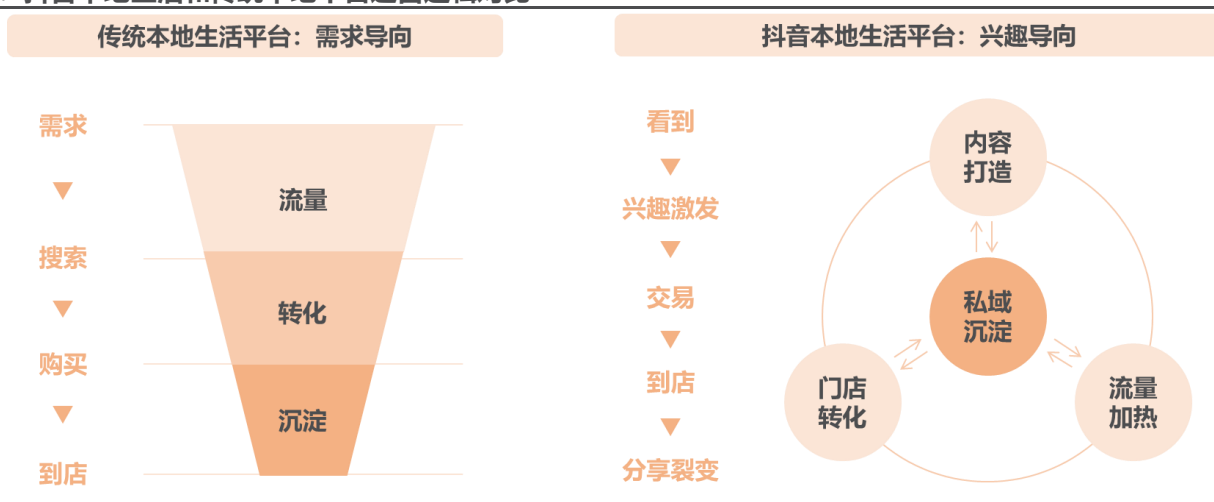 传统本地生活平台：需求导向
需求
搜索
购买
到店
流量
转化
沉淀
抖音本地生活平台：兴趣导向
看到
兴趣激发
交易
到店
分享裂变
内容
打造
私域
沉淀
门店
转化
流量
加热